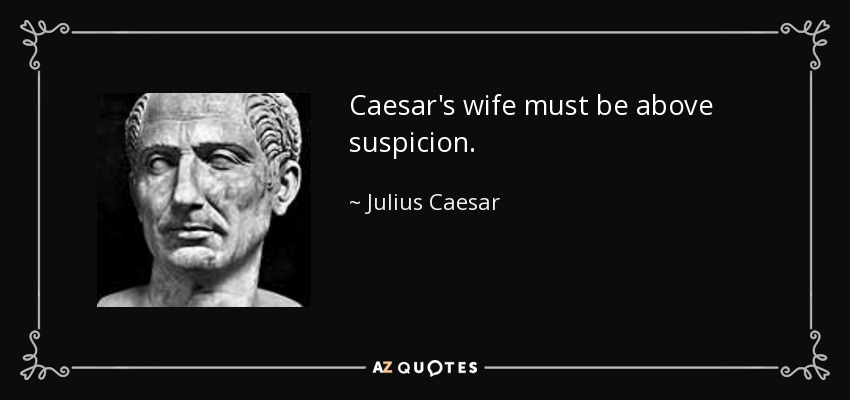 Caesar's wife must be above
suspicion.
~ Julius Caesar
AZ QUOTES